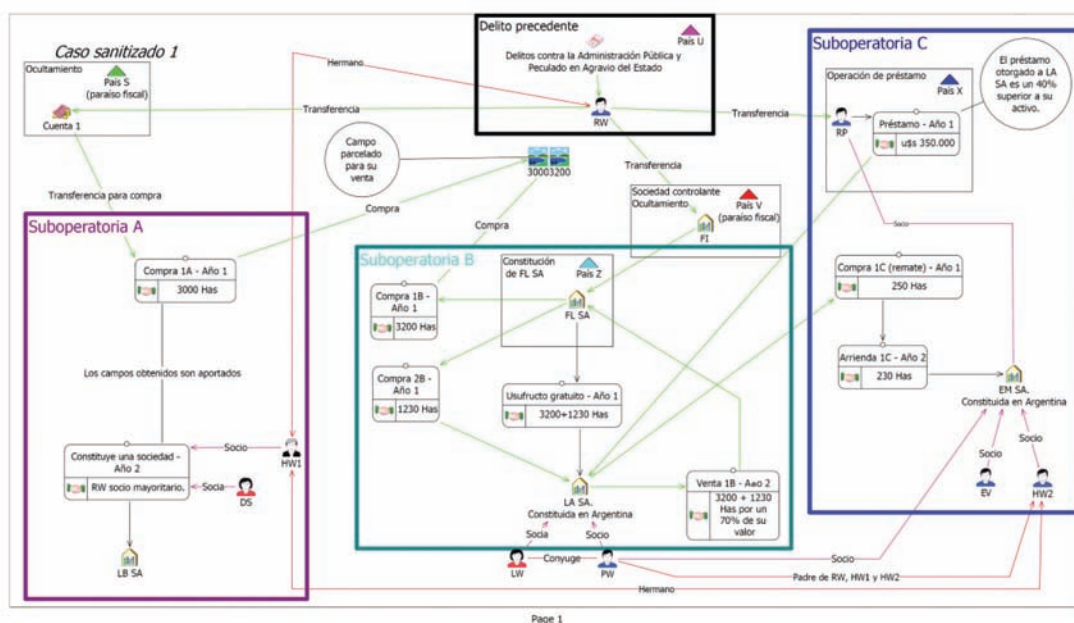 Caso sanitizado 1
Ocultamiento
País S
(paraíso fiscal)
Cuenta 1
Transferencia
Hermano
Delito precedente
País U
Delitos contra la Administración Pública y
Peculado en Agravio del Estado
RW
Transferencia
Transferencia
Campo
parcelado
para su
venta
30003200
Transferencia para compra
Compra
Compra
Sociedad controlante
Ocultamiento
País V
(paraíso fiscal)
FI
Suboperatoria A
Compra 1A - Año 1
3000 Has
Los campos obtenidos son aportados
Constituye una sociedad -
Año 2
RW socio mayoritario.
Socio
HW1
Socia
DS
LB SA
Suboperatoria B
Constitución
de FL SA
País Z
FL SA
Compra 1B -
Año 1
3200 Has
Compra 2B -
Año 1
1230 Has
Usufructo gratuito - Año 1
3200+1230 Has
LA SA.
Constituida en Argentina
Venta 1B - Año 2
3200 + 1230
Has por un
70% de su
valor
Socia
Socio
LW
Conyuge
PW
Socio
Padre de RW, HW1 y HW2
Hermano
Suboperatoria C
El préstamo
otorgado a LA
SA es un 40%
superior a su
activo.
Operación de préstamo
País X
RP
Préstamo - Año 1
u$s 350.000
Socio
Compra 1C (remate) - Año 1
250 Has
Arrienda 1C - Año 2
230 Has
EM SA.
Constituida en Argentina
Socio
Socio
EV
HW2
Page 1